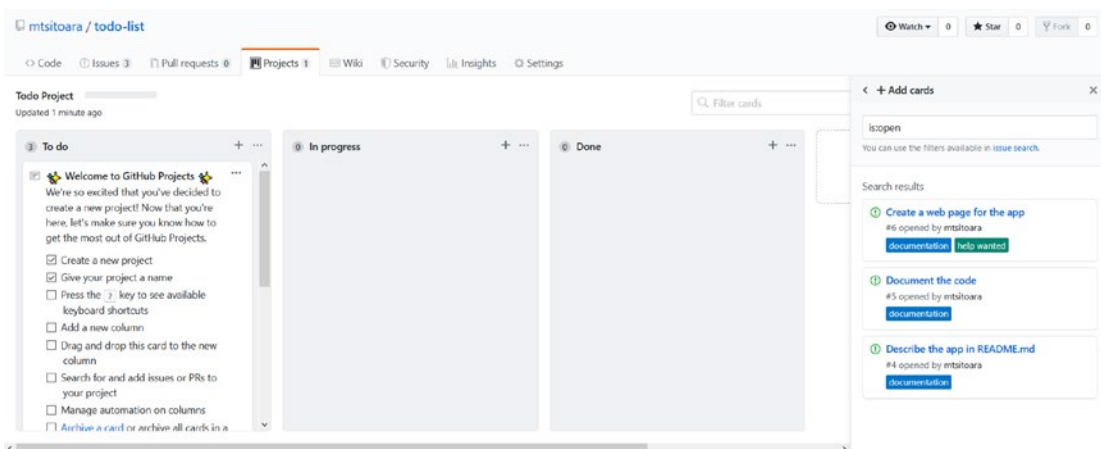 mtsitoara / todo-list
Watch 0 Star 0 Fork 0
Code Issues 3 Pull requests 0 Projects 1 Wiki Security Insights Settings
Todo Project
Updated 1 minute ago
Filter cards
3 To do
Welcome to GitHub Projects
We're so excited that you've decided to
create a new project! Now that you're
here, let's make sure you know how to
get the most out of GitHub Projects.
Create a new project
Give your project a name
Press the ? key to see available
keyboard shortcuts
Add a new column
Drag and drop this card to the new
column
Search for and add issues or PRs to
your project
Manage automation on columns
Archive a card or archive all cards in a
0 In progress
0 Done
+ Add cards
is:open
You can use the filters available in issue search.
Search results
Create a web page for the app
#6 opened by mtsitoara
documentation help wanted
Document the code
#5 opened by mtsitoara
documentation
Describe the app in README.md
#4 opened by mtsitoara
documentation